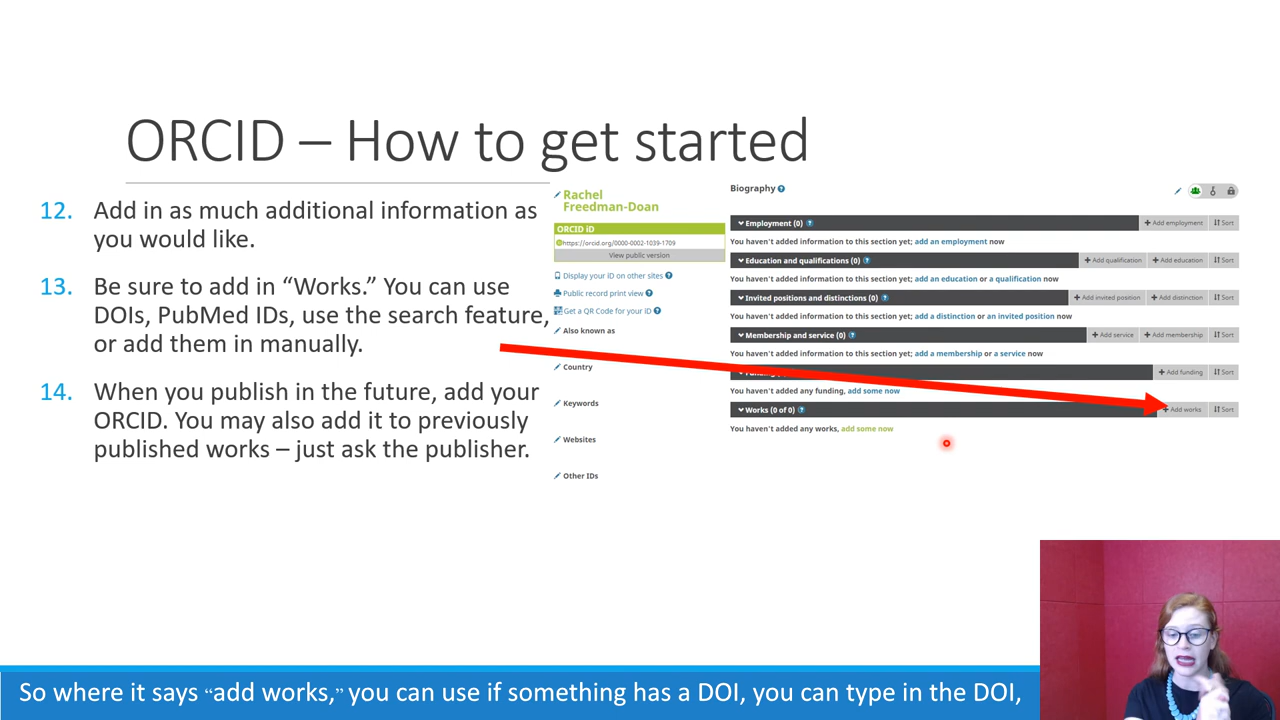 ORCID – How to get started
12. Add in as much additional information as
you would like.
13. Be sure to add in “Works.” You can use
DOIs, PubMed IDs, use the search feature,
or add them in manually.
14. When you publish in the future, add your
ORCID. You may also add it to previously
published works – just ask the publisher.
Rachel
Freedman-Doan
ORCID iD
https://orcid.org/0000-0002-1039-1709
View public version
Display your iD on other sites
Public record print view
Get a QR Code for your iD
Also known as
Country
Keywords
Websites
Other IDs
Biography
Employment (0) Add employment Sort
You haven't added information to this section yet; add an employment now
Education and qualifications (0) Add qualification Add education Sort
You haven't added information to this section yet; add an education or a qualification now
Invited positions and distinctions (0) Add invited position Add distinction Sort
You haven't added information to this section yet; add a distinction or an invited position now
Membership and service (0) Add service Add membership Sort
You haven't added information to this section yet; add a membership or a service now
Add funding Sort
You haven't added any funding, add some now
Works (0 of 0) Add works Sort
You haven't added any works, add some now
So where it says “add works,” you can use if something has a DOI, you can type in the DOI,